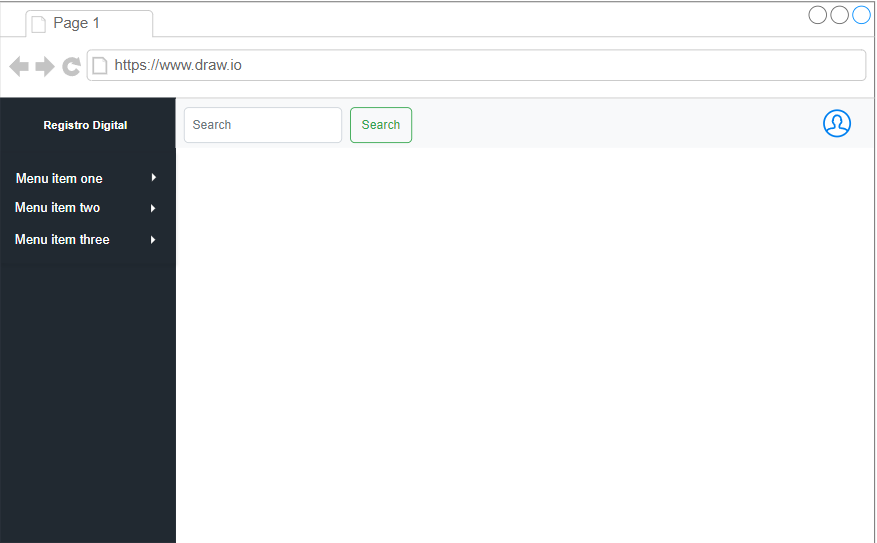 Page 1
https://www.draw.io
Registro Digital
Search
Search
Menu item one
Menu item two
Menu item three